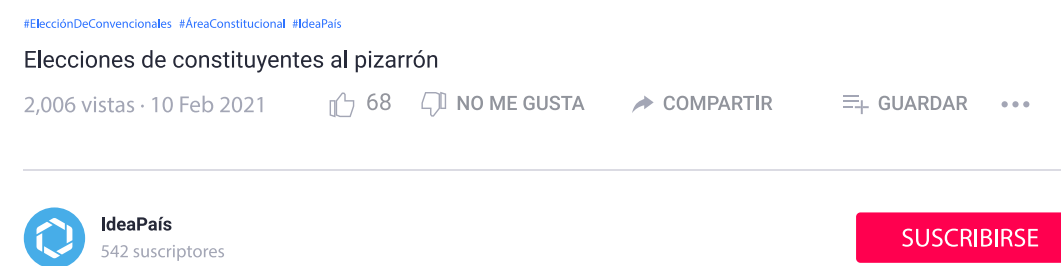 #ElecciónDeConvencionales #ÁreaConstitucional #IdeaPaís
Elecciones de constituyentes al pizarrón
2,006 vistas · 10 Feb 2021 68 NO ME GUSTA COMPARTIR GUARDAR
IdeaPaís
542 suscriptores
SUSCRIBIRSE